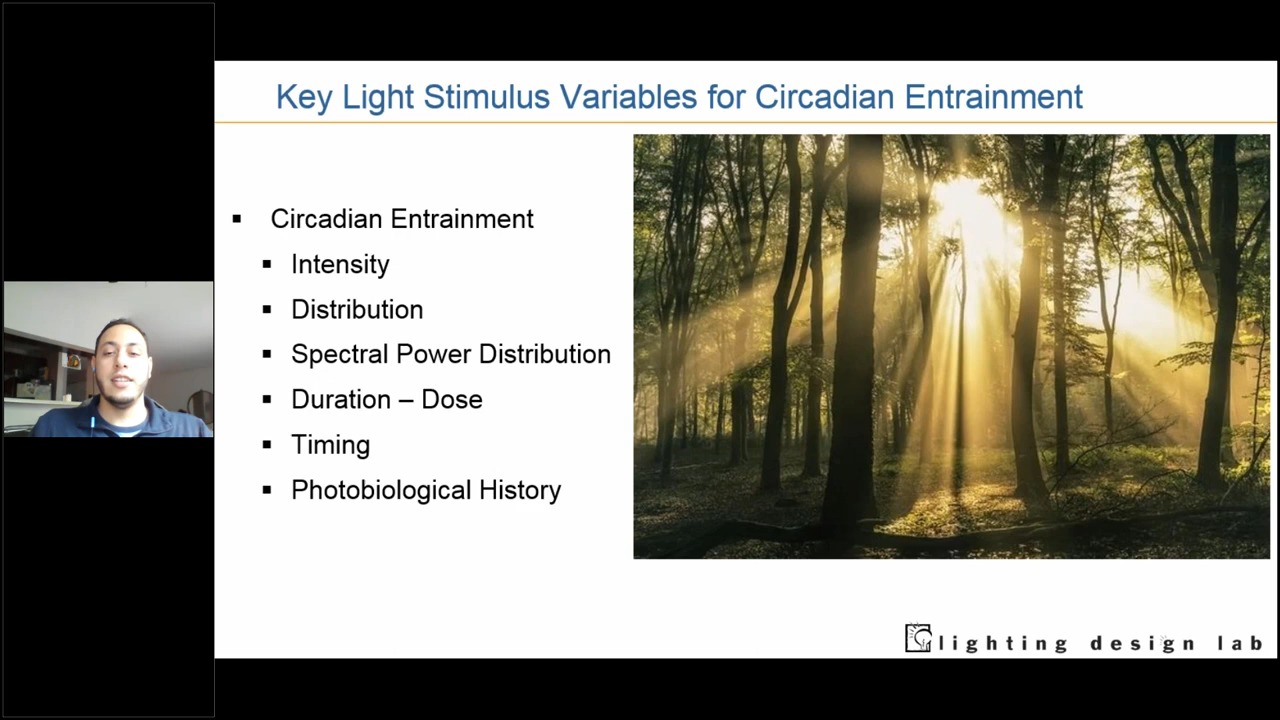 Key Light Stimulus Variables for Circadian Entrainment
▪ Circadian Entrainment
▪ Intensity
▪ Distribution
▪ Spectral Power Distribution
▪ Duration – Dose
▪ Timing
▪ Photobiological History
lighting design lab